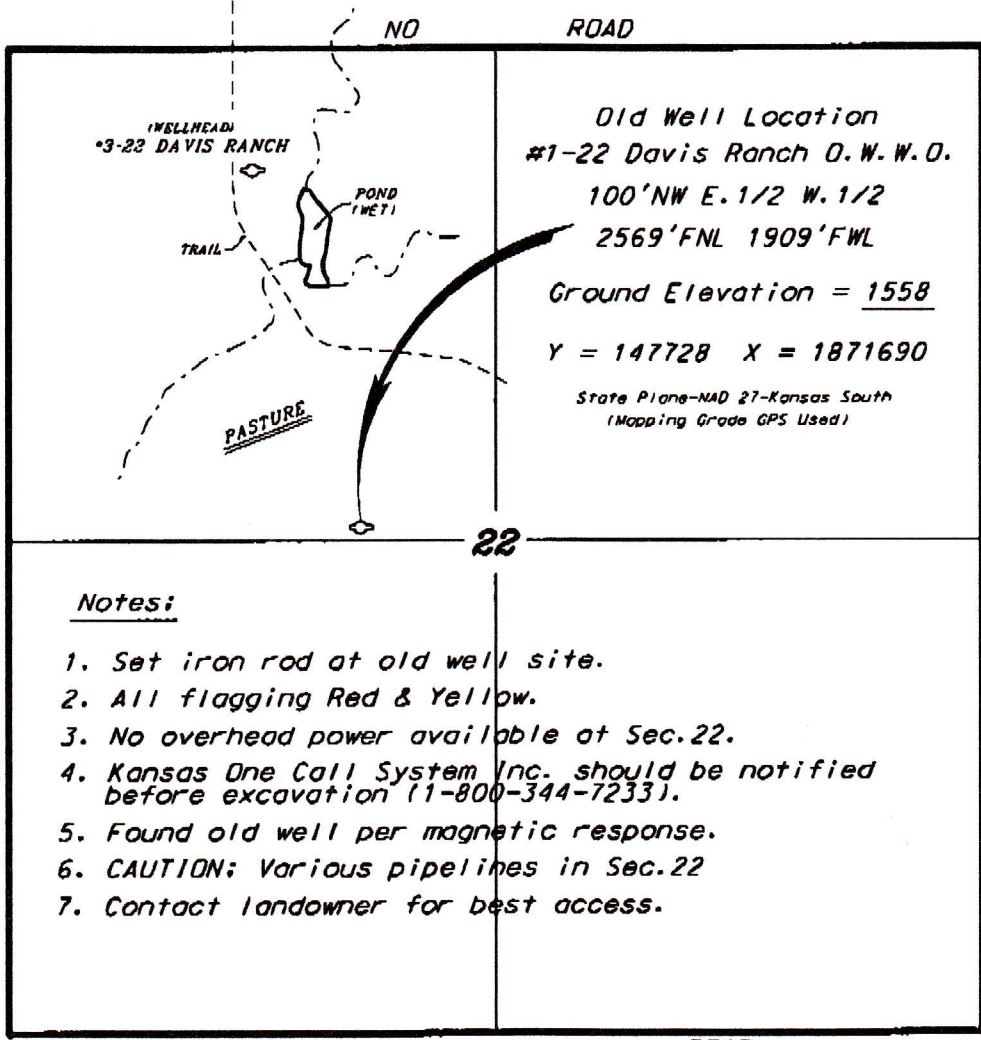 NO ROAD
(WELLHEAD)
•3-22 DAVIS RANCH
POND
(WET)
TRAIL
PASTURE
Old Well Location
#1-22 Davis Ranch O.W.W.O.
100'NW E.1/2 W.1/2
2569'FNL 1909'FWL
Ground Elevation = 1558
Y = 147728 X = 1871690
State Plane-NAD 27-Kansas South
(Mapping Grade GPS Used)
22
Notes:
1. Set iron rod at old well site.
2. All flagging Red & Yellow.
3. No overhead power available at Sec.22.
4. Kansas One Call System Inc. should be notified
before excavation (1-800-344-7233).
5. Found old well per magnetic response.
6. CAUTION: Various pipelines in Sec.22
7. Contact landowner for best access.